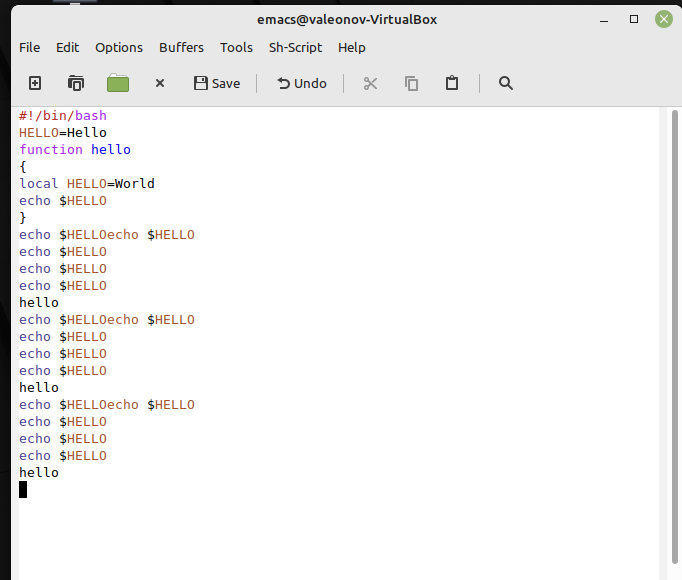 emacs@valeonov-VirtualBox
File Edit Options Buffers Tools Sh-Script Help
Save Undo
#!/bin/bash
HELLO=Hello
function hello
{
local HELLO=World
echo $HELLO
}
echo $HELLOecho $HELLO
echo $HELLO
echo $HELLO
echo $HELLO
hello
echo $HELLOecho $HELLO
echo $HELLO
echo $HELLO
echo $HELLO
hello
echo $HELLOecho $HELLO
echo $HELLO
echo $HELLO
echo $HELLO
hello